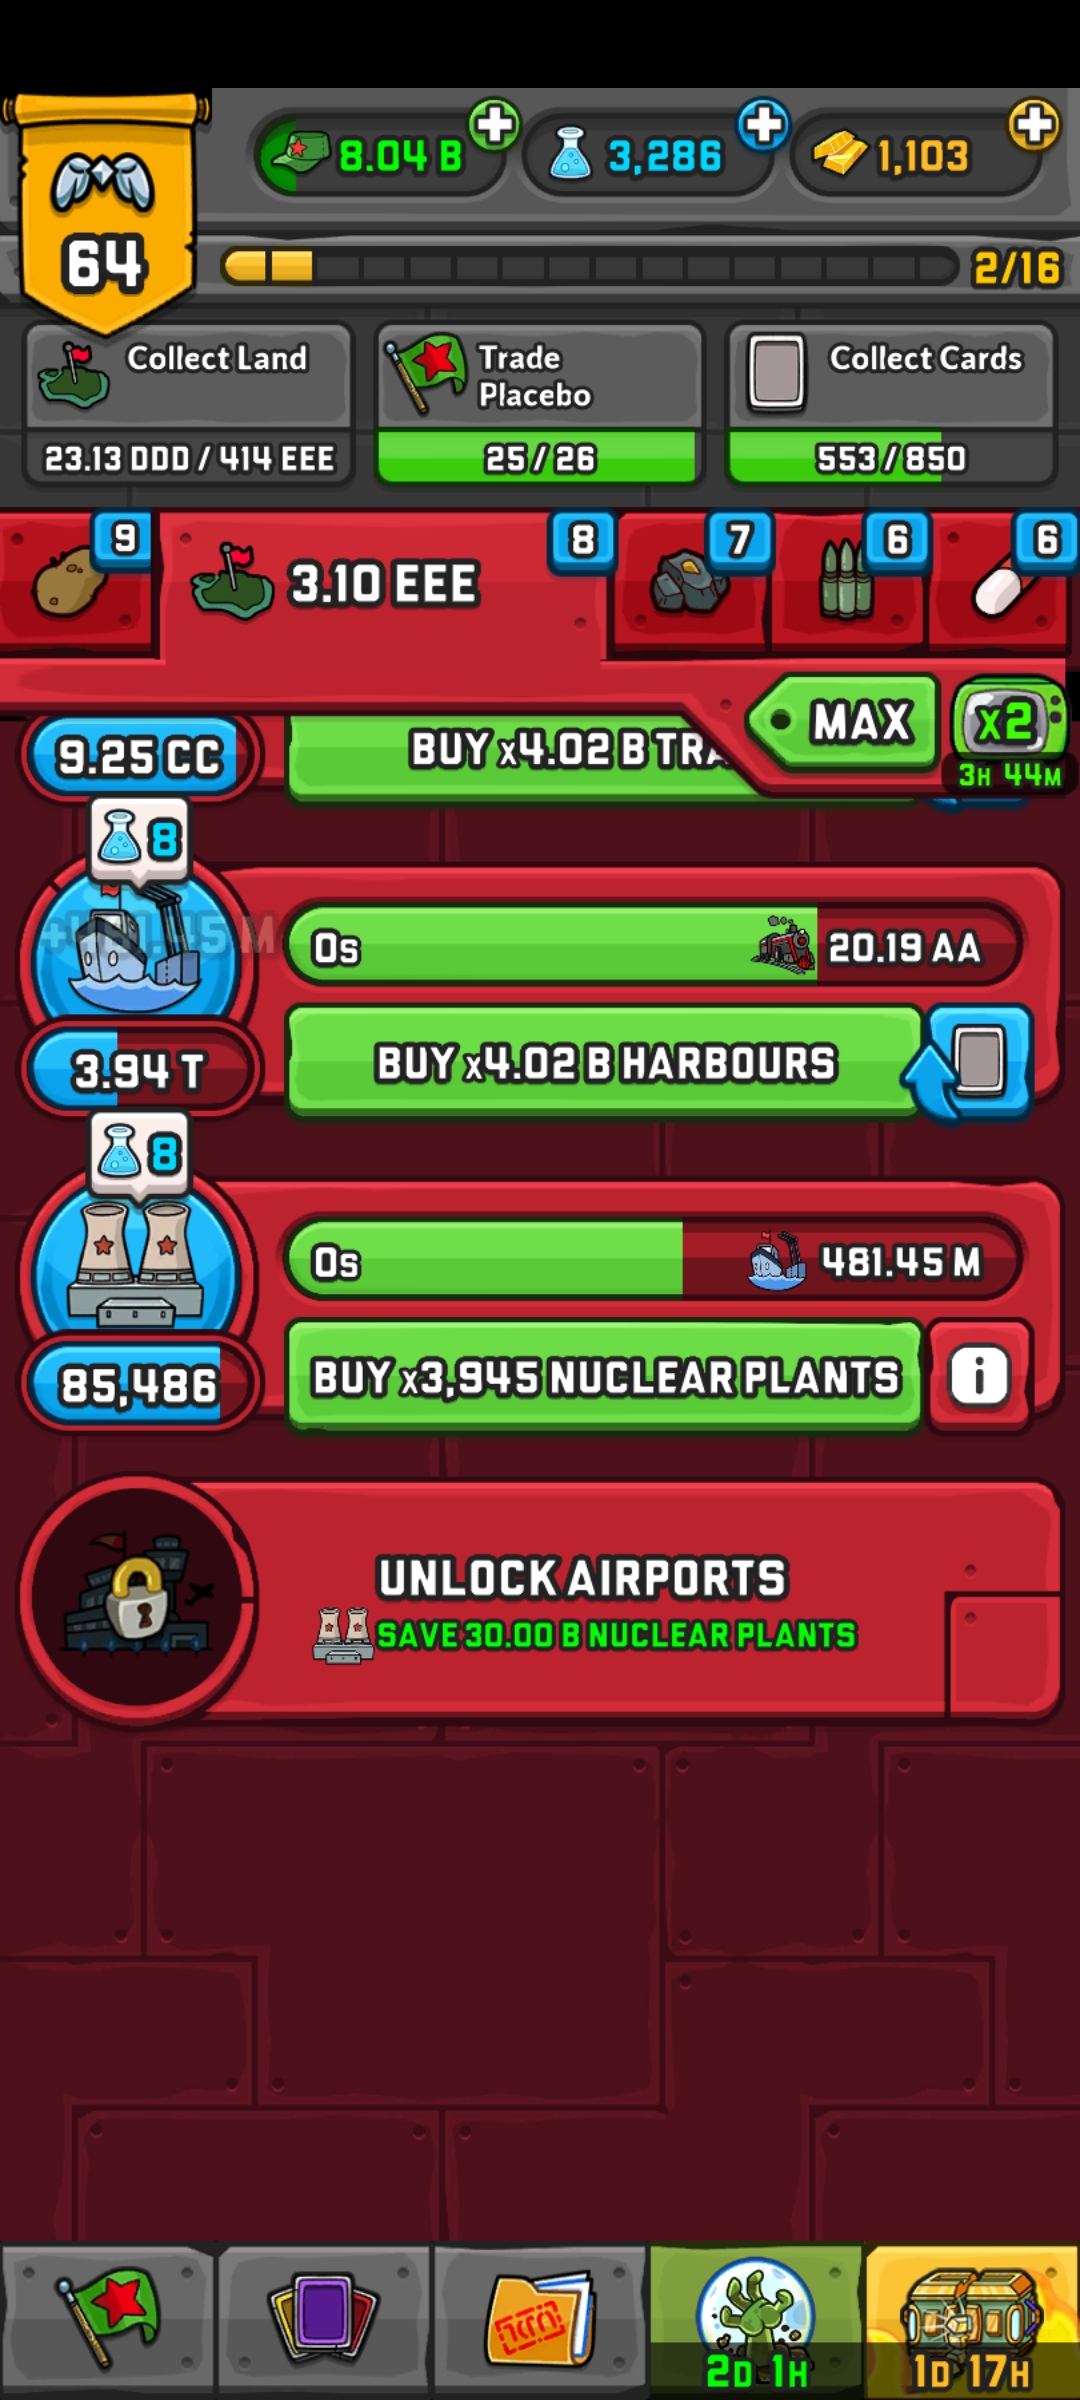 64
8.04 B
3,286
1,103
2/16
Collect Land
23.13 DDD / 414 EEE
Trade
Placebo
25 / 26
Collect Cards
553 / 850
9
3.10 EEE
8
7
6
6
MAX
x2
3H 44M
9.25 CC
BUY x4.02 B TRA
8
+481.45 M
0s
20.19 AA
3.94 T
BUY x4.02 B HARBOURS
8
0s
481.45 M
85,486
BUY x3,945 NUCLEAR PLANTS
i
UNLOCK AIRPORTS
SAVE 30.00 B NUCLEAR PLANTS
2D 1H
1D 17H